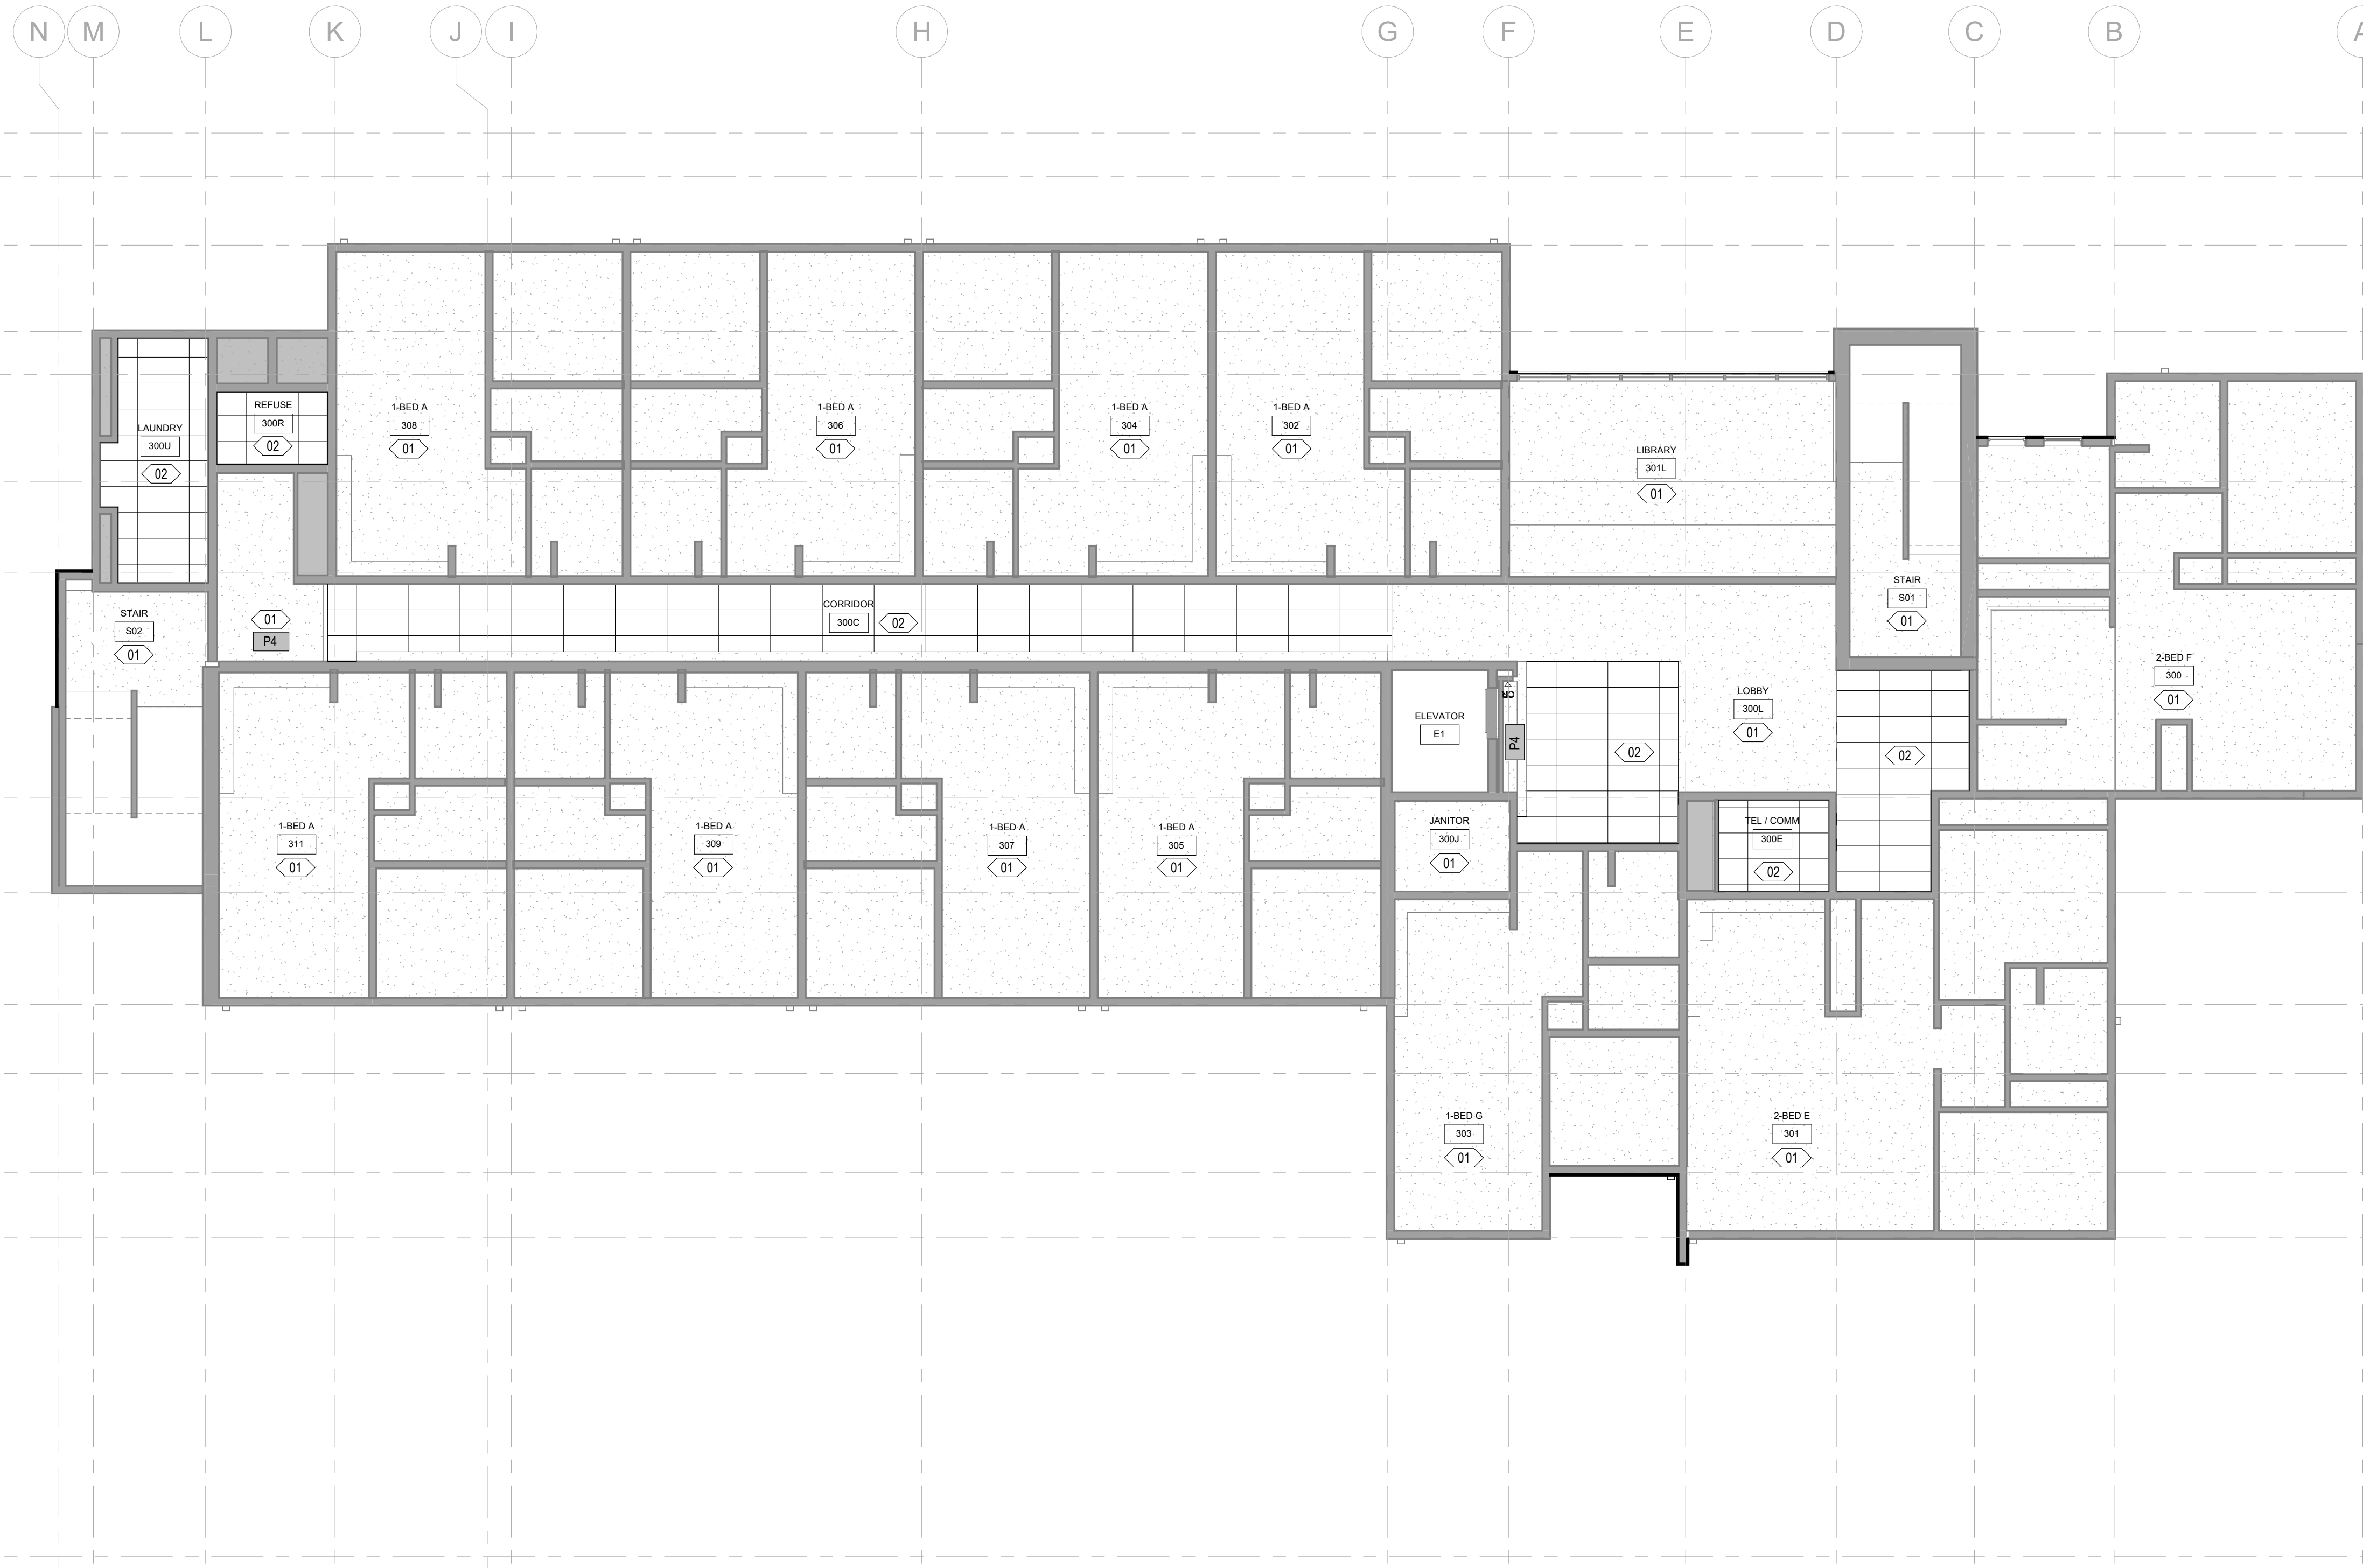 N M L K J I H G F E D C B A
1-BED A
308
01
1-BED A
306
01
1-BED A
304
01
1-BED A
302
01
REFUSE
300R
02
LAUNDRY
300U
02
LIBRARY
301L
01
STAIR
S01
01
STAIR
S02
01
01
P4
CORRIDOR
300C
02
2-BED F
300
01
ELEVATOR
E1
CR
P4
02
LOBBY
300L
01
02
1-BED A
311
01
1-BED A
309
01
1-BED A
307
01
1-BED A
305
01
JANITOR
300J
01
TEL / COMM
300E
02
1-BED G
303
01
2-BED E
301
01